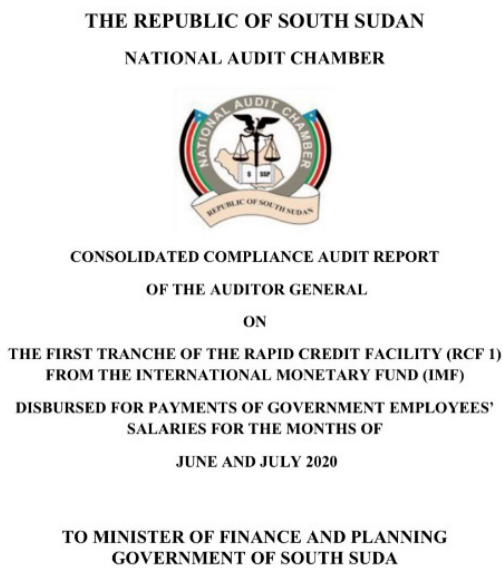 THE REPUBLIC OF SOUTH SUDAN
NATIONAL AUDIT CHAMBER
NATIONAL AUDIT CHAMBER
$ SSP
REPUBLIC OF SOUTH SUDAN
CONSOLIDATED COMPLIANCE AUDIT REPORT
OF THE AUDITOR GENERAL
ON
THE FIRST TRANCHE OF THE RAPID CREDIT FACILITY (RCF 1)
FROM THE INTERNATIONAL MONETARY FUND (IMF)
DISBURSED FOR PAYMENTS OF GOVERNMENT EMPLOYEES’
SALARIES FOR THE MONTHS OF
JUNE AND JULY 2020
TO MINISTER OF FINANCE AND PLANNING
GOVERNMENT OF SOUTH SUDA